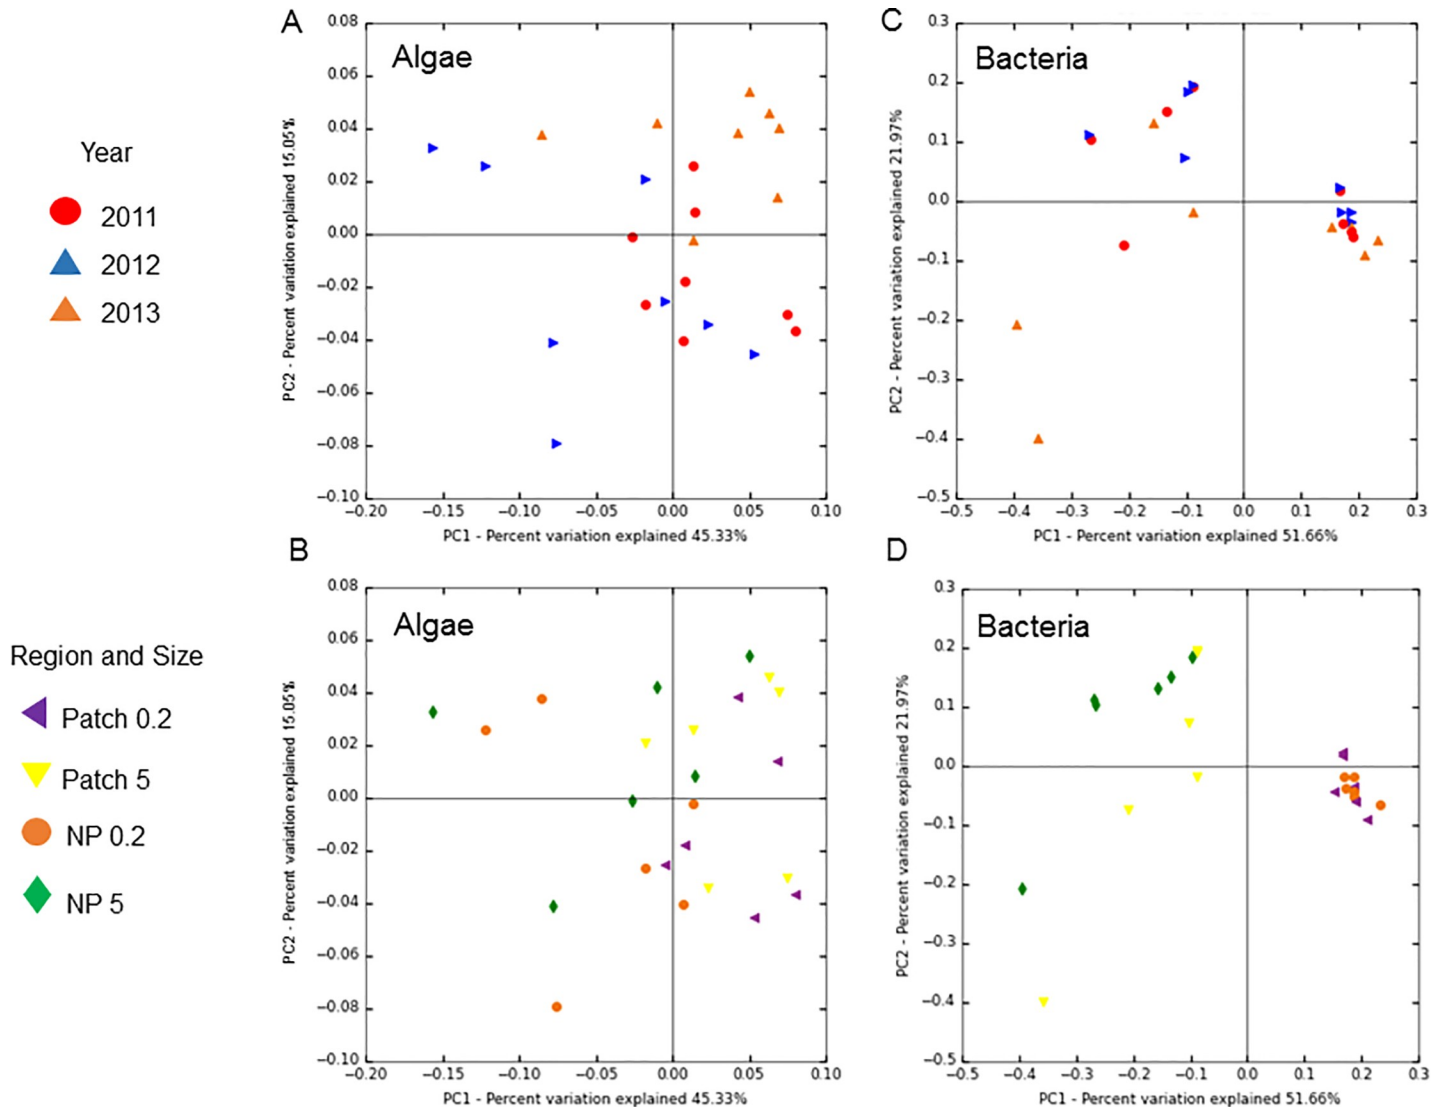 A
Algae
0.08
0.06
0.04
0.02
0.00
−0.02
−0.04
−0.06
−0.08
−0.10
PC2 - Percent variation explained 15.05%
−0.20 −0.15 −0.10 −0.05 0.00 0.05 0.10
PC1 - Percent variation explained 45.33%
C
Bacteria
0.3
0.2
0.1
0.0
−0.1
−0.2
−0.3
−0.4
−0.5
PC2 - Percent variation explained 21.97%
−0.5 −0.4 −0.3 −0.2 −0.1 0.0 0.1 0.2 0.3
PC1 - Percent variation explained 51.66%
Year
2011
2012
2013
B
Algae
0.08
0.06
0.04
0.02
0.00
−0.02
−0.04
−0.06
−0.08
−0.10
PC2 - Percent variation explained 15.05%
−0.20 −0.15 −0.10 −0.05 0.00 0.05 0.10
PC1 - Percent variation explained 45.33%
D
Bacteria
0.3
0.2
0.1
0.0
−0.1
−0.2
−0.3
−0.4
−0.5
PC2 - Percent variation explained 21.97%
−0.5 −0.4 −0.3 −0.2 −0.1 0.0 0.1 0.2 0.3
PC1 - Percent variation explained 51.66%
Region and Size
Patch 0.2
Patch 5
NP 0.2
NP 5